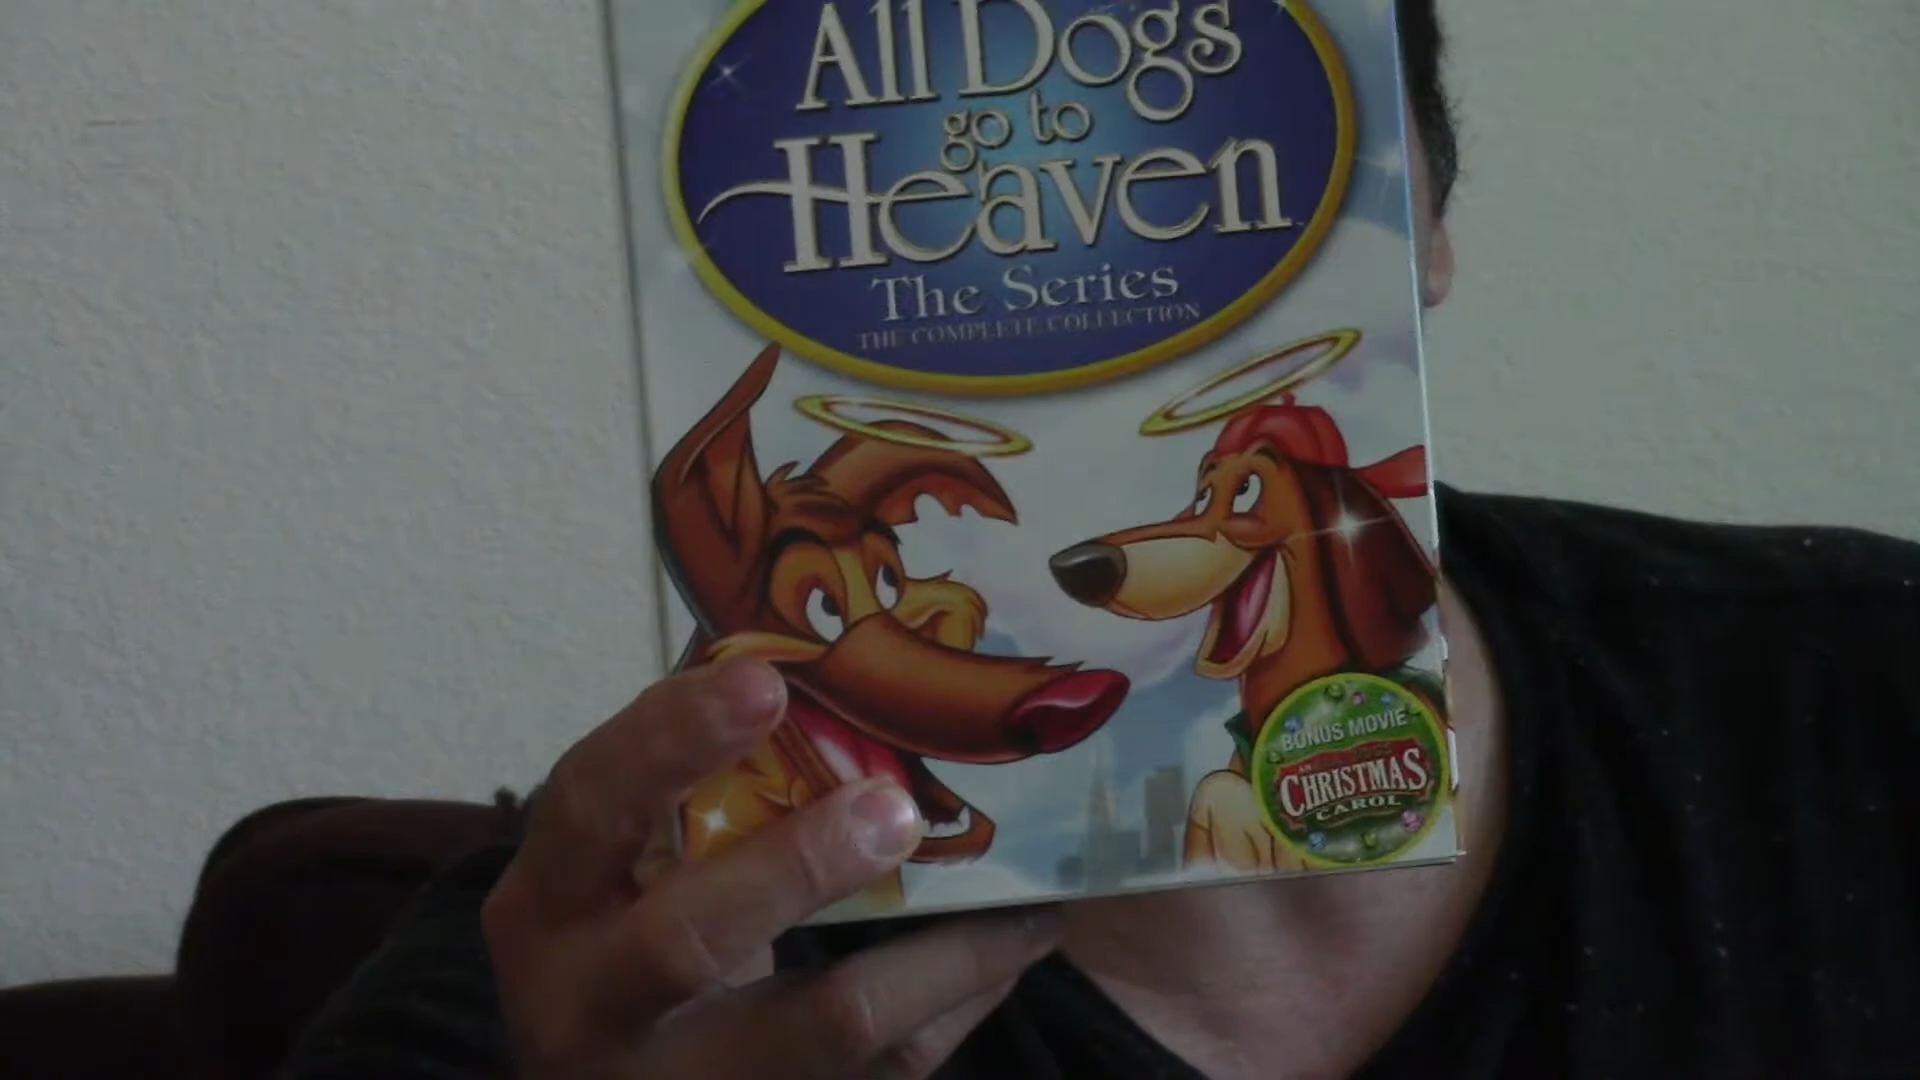 All Dogs
go to
Heaven
The Series
THE COMPLETE COLLECTION
BONUS MOVIE
CHRISTMAS
CAROL